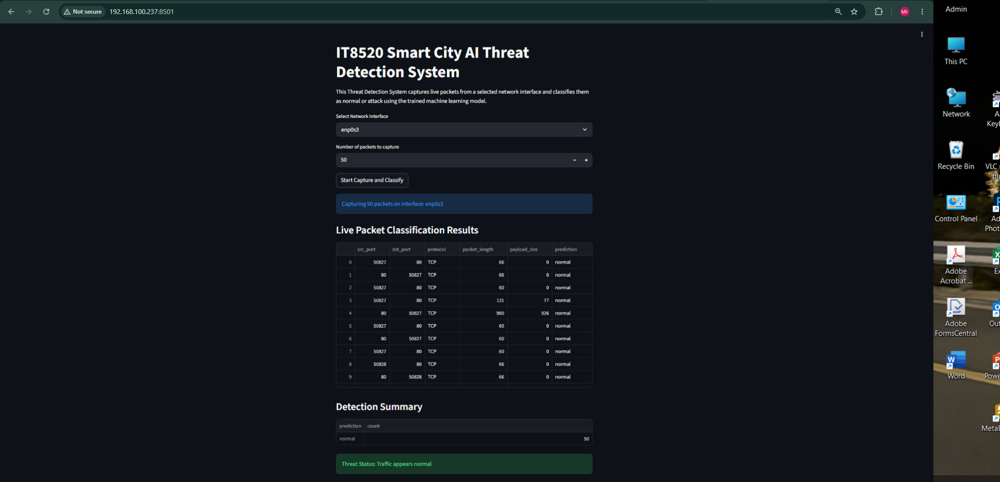 Not secure 192.168.100.237:8501
Mr
IT8520 Smart City AI Threat
Detection System
This Threat Detection System captures live packets from a selected network interface and classifies them
as normal or attack using the trained machine learning model.
Select Network Interface
enp0s3
Number of packets to capture
50 − +
Start Capture and Classify
Capturing 50 packets on interface: enp0s3
Live Packet Classification Results
src_port dst_port protocol packet_length payload_size prediction
0 50827 80 TCP 66 0 normal
1 80 50827 TCP 66 0 normal
2 50827 80 TCP 60 0 normal
3 50827 80 TCP 131 77 normal
4 80 50827 TCP 980 926 normal
5 50827 80 TCP 60 0 normal
6 80 50827 TCP 60 0 normal
7 50827 80 TCP 60 0 normal
8 50828 80 TCP 66 0 normal
9 80 50828 TCP 66 0 normal
Detection Summary
prediction count
normal 50
Threat Status: Traffic appears normal
Admin
This PC
Network
Recycle Bin
Control Panel
Adobe
Acrobat ...
Adobe
FormsCentral
Word
VLC